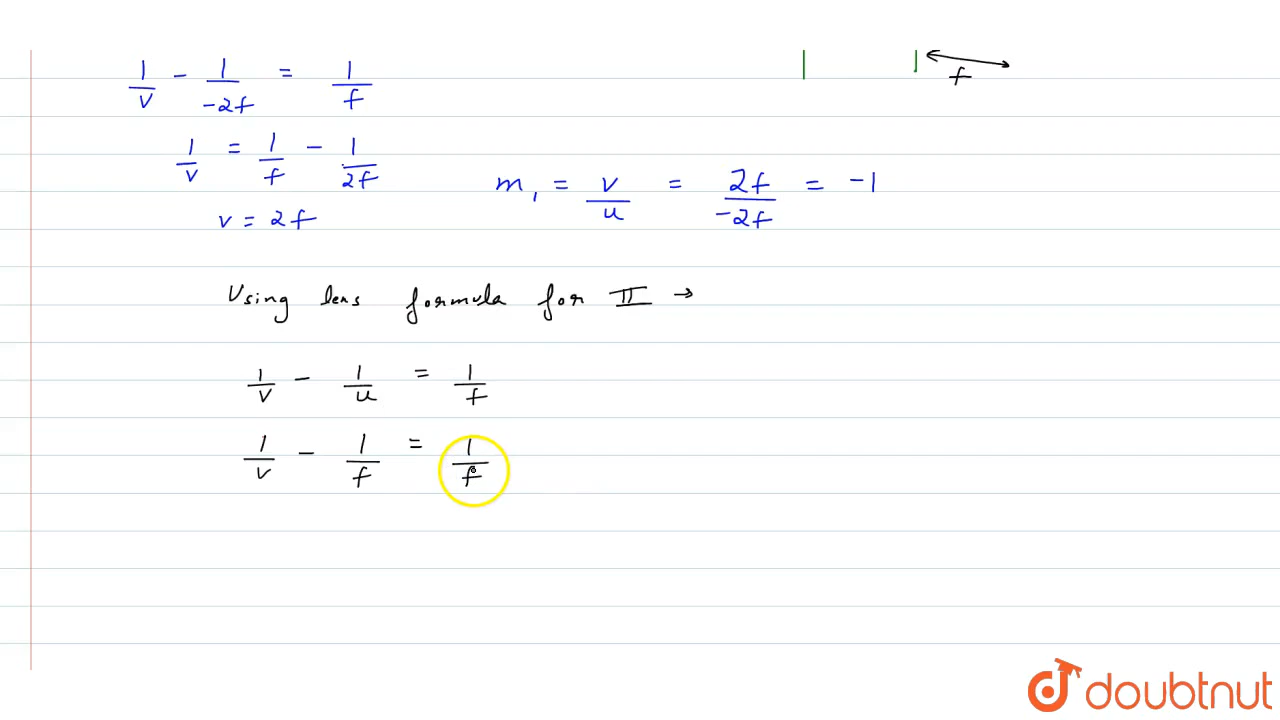 1/v - 1/-2f = 1/f
f
1/v = 1/f - 1/2f
m₁ = v/u = 2f/-2f = -1
v = 2f
Using lens formula for II →
1/v - 1/u = 1/f
1/v - 1/f = 1/f
doubtnut